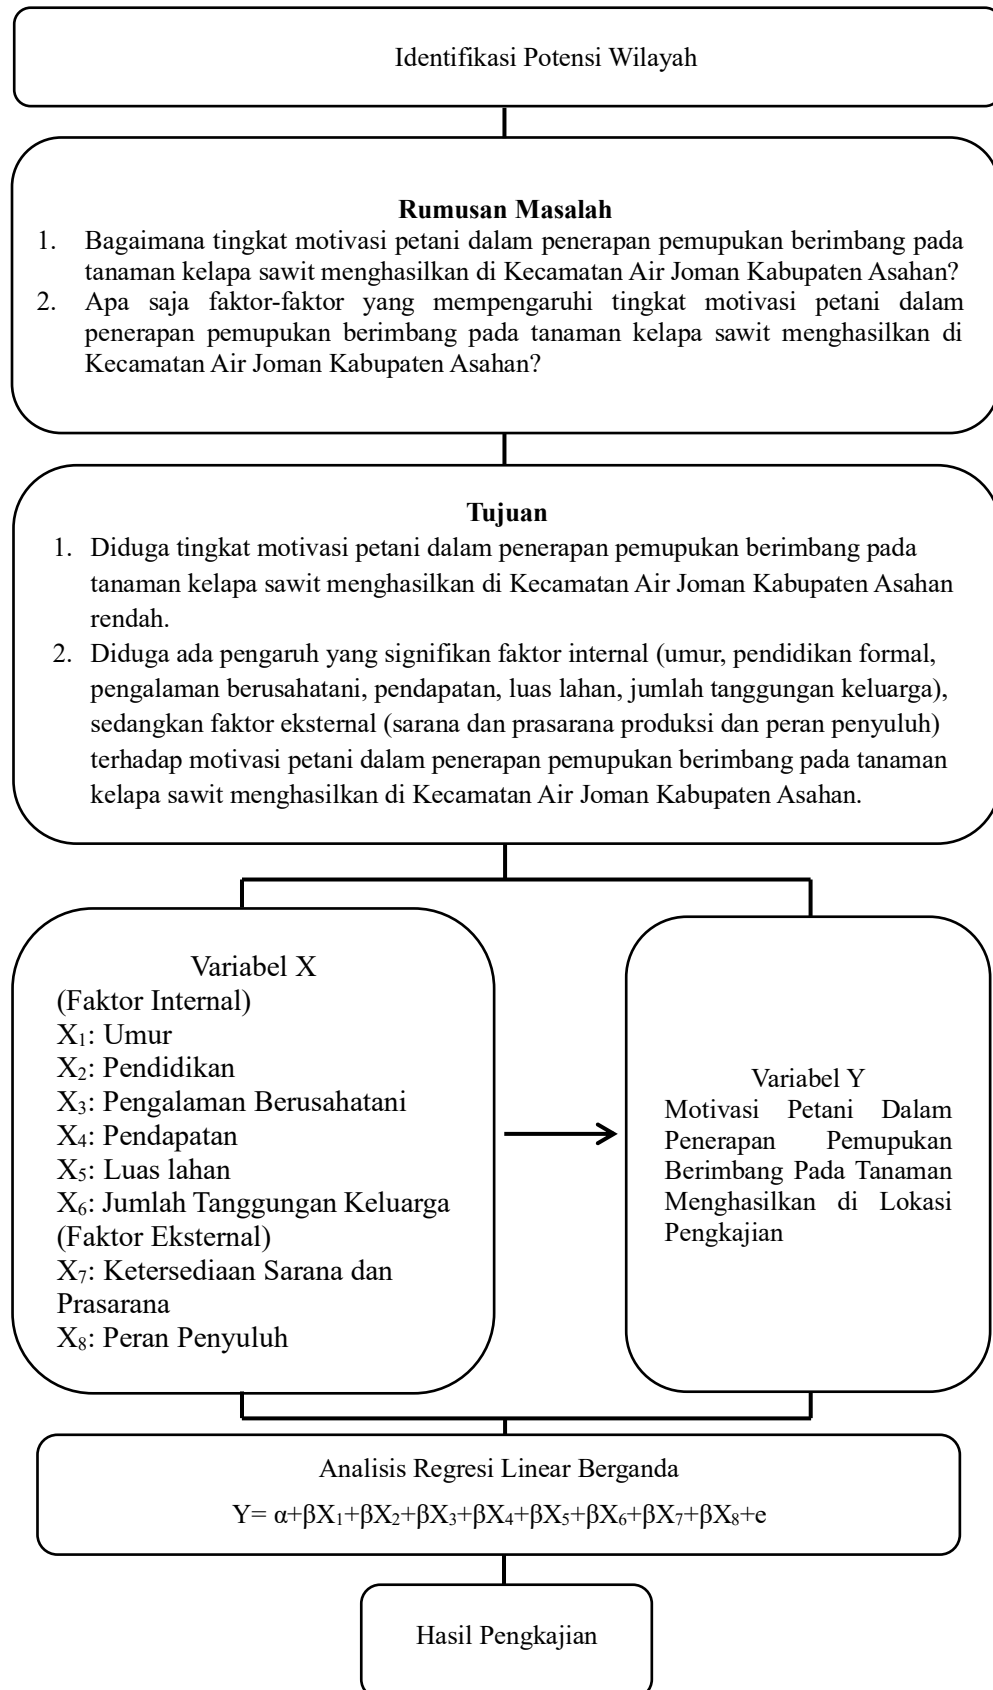 Identifikasi Potensi Wilayah
Rumusan Masalah
1. Bagaimana tingkat motivasi petani dalam penerapan pemupukan berimbang pada
tanaman kelapa sawit menghasilkan di Kecamatan Air Joman Kabupaten Asahan?
2. Apa saja faktor-faktor yang mempengaruhi tingkat motivasi petani dalam
penerapan pemupukan berimbang pada tanaman kelapa sawit menghasilkan di
Kecamatan Air Joman Kabupaten Asahan?
Tujuan
1. Diduga tingkat motivasi petani dalam penerapan pemupukan berimbang pada
tanaman kelapa sawit menghasilkan di Kecamatan Air Joman Kabupaten Asahan
rendah.
2. Diduga ada pengaruh yang signifikan faktor internal (umur, pendidikan formal,
pengalaman berusahatani, pendapatan, luas lahan, jumlah tanggungan keluarga),
sedangkan faktor eksternal (sarana dan prasarana produksi dan peran penyuluh)
terhadap motivasi petani dalam penerapan pemupukan berimbang pada tanaman
kelapa sawit menghasilkan di Kecamatan Air Joman Kabupaten Asahan.
Variabel X
(Faktor Internal)
X₁: Umur
X₂: Pendidikan
X₃: Pengalaman Berusahatani
X₄: Pendapatan
X₅: Luas lahan
X₆: Jumlah Tanggungan Keluarga
(Faktor Eksternal)
X₇: Ketersediaan Sarana dan
Prasarana
X₈: Peran Penyuluh
Variabel Y
Motivasi Petani Dalam
Penerapan Pemupukan
Berimbang Pada Tanaman
Menghasilkan di Lokasi
Pengkajian
Analisis Regresi Linear Berganda
Y= α+βX₁+βX₂+βX₃+βX₄+βX₅+βX₆+βX₇+βX₈+e
Hasil Pengkajian